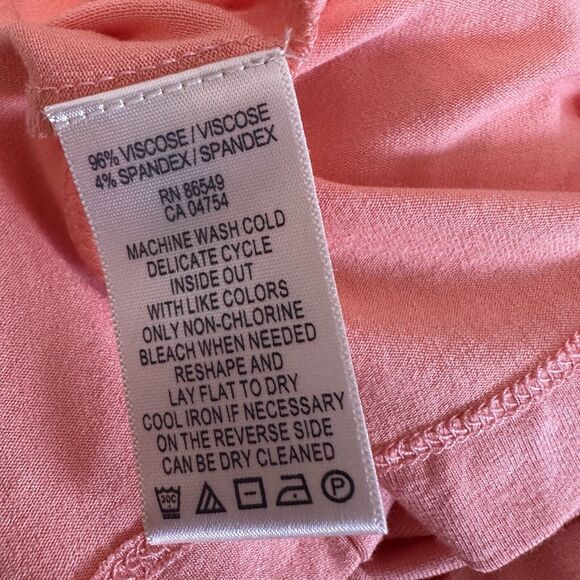 96% VISCOSE / VISCOSE
4% SPANDEX / SPANDEX
RN 86549
CA 04754
MACHINE WASH COLD
DELICATE CYCLE
INSIDE OUT
WITH LIKE COLORS
ONLY NON-CHLORINE
BLEACH WHEN NEEDED
RESHAPE AND
LAY FLAT TO DRY
COOL IRON IF NECESSARY
ON THE REVERSE SIDE
CAN BE DRY CLEANED
30C P